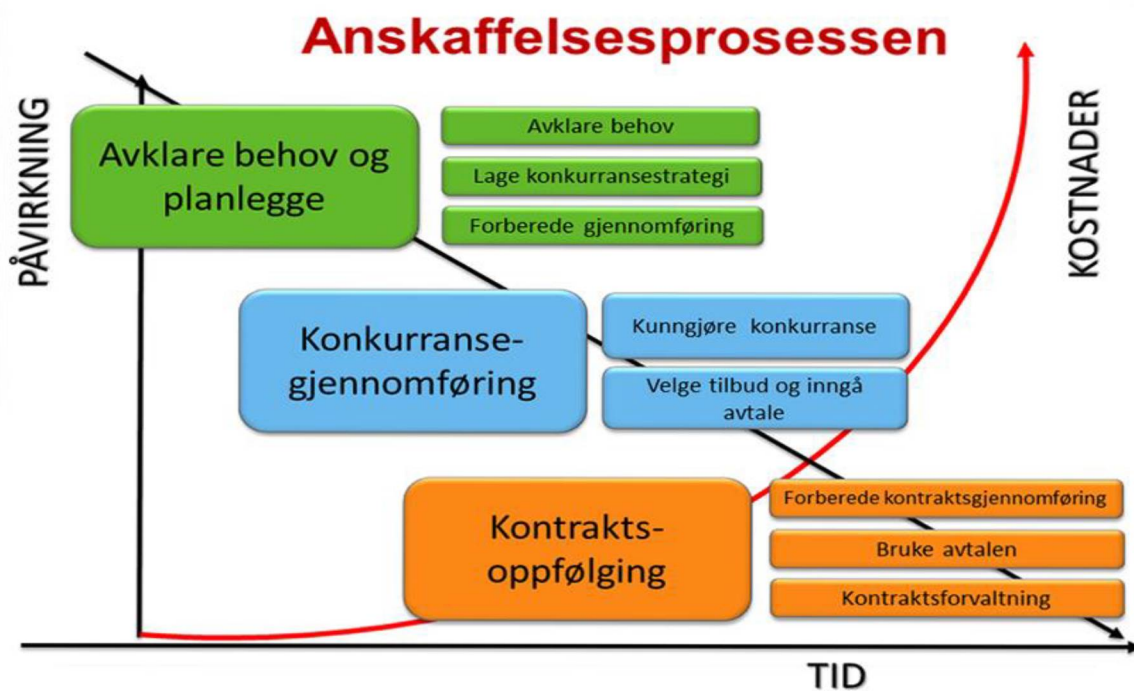 Anskaffelsesprosessen
PÅVIRKNING
KOSTNADER
Avklare behov og
planlegge
Avklare behov
Lage konkurransestrategi
Forberede gjennomføring
Konkurranse-
gjennomføring
Kunngjøre konkurranse
Velge tilbud og inngå
avtale
Kontrakts-
oppfølging
Forberede kontraktsgjennomføring
Bruke avtalen
Kontraktsforvaltning
TID